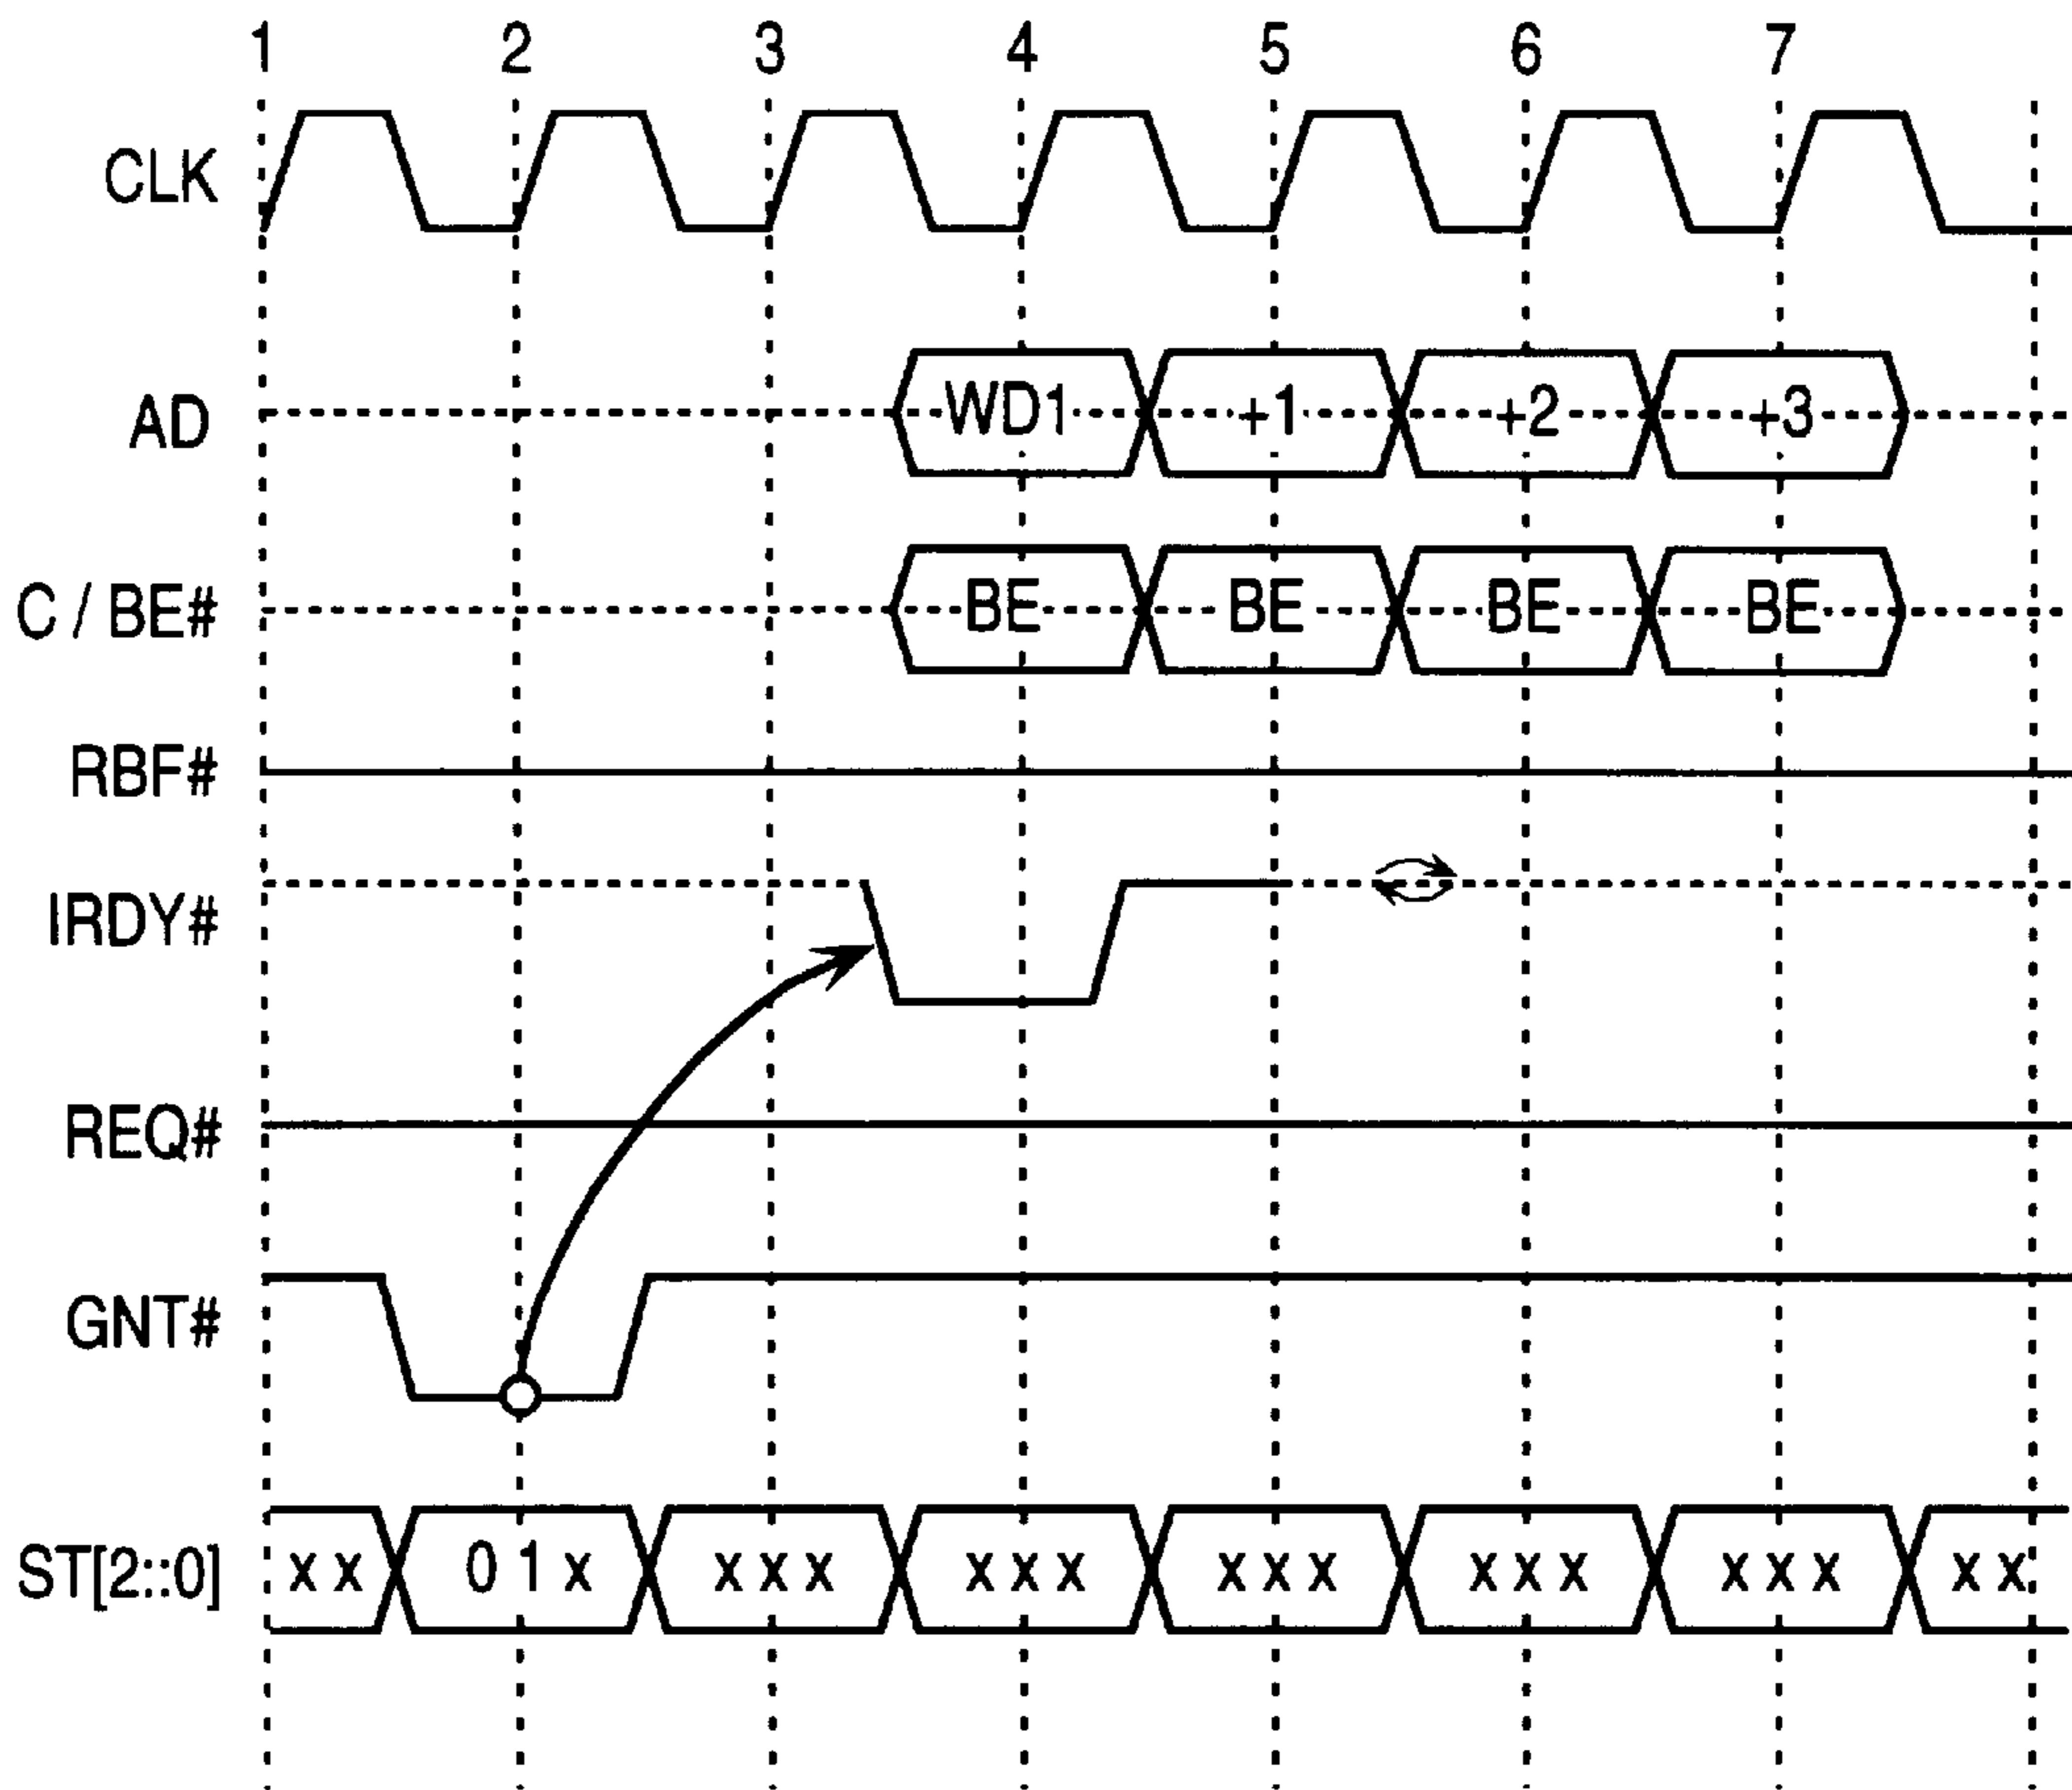 1 2 3 4 5 6 7
CLK
AD WD1 +1 +2 +3
C / BE# BE BE BE BE
RBF#
IRDY#
REQ#
GNT#
ST[2::0] x x 0 1 x x x x x x x x x x x x x x x x x x